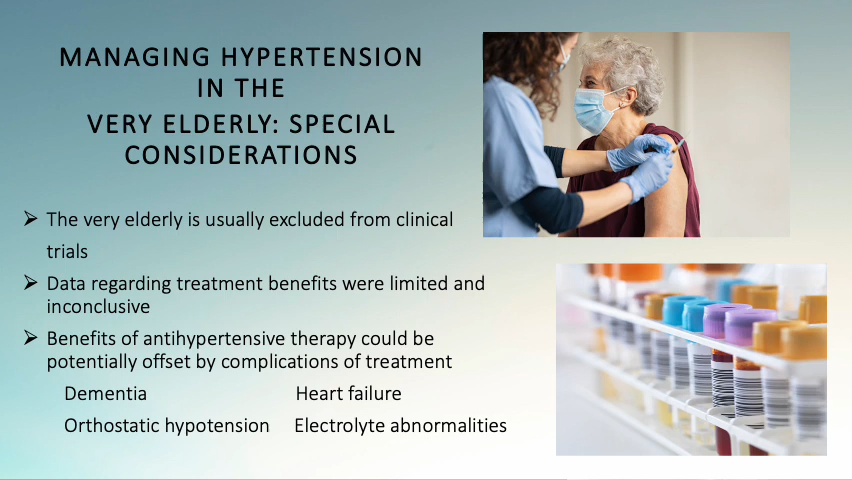 MANAGING HYPERTENSION
IN THE
VERY ELDERLY: SPECIAL
CONSIDERATIONS
➢ The very elderly is usually excluded from clinical
trials
➢ Data regarding treatment benefits were limited and
inconclusive
➢ Benefits of antihypertensive therapy could be
potentially offset by complications of treatment
Dementia Heart failure
Orthostatic hypotension Electrolyte abnormalities